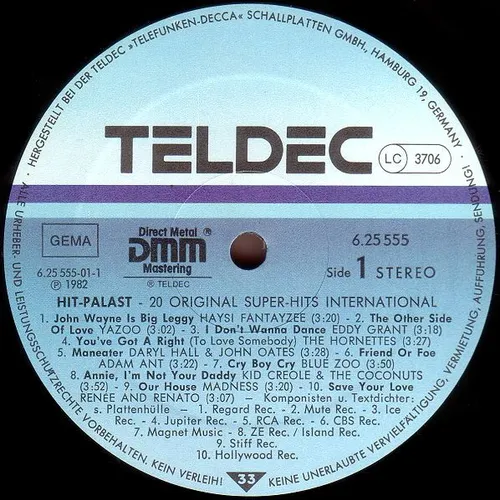 HERGESTELLT BEI DER TELDEC »TELEFUNKEN-DECCA« SCHALLPLATTEN GMBH, HAMBURG 19, GERMANY
TELDEC
LC 3706
GEMA
Direct Metal ®
DMM
Mastering
® TELDEC
6.25 555-01-1
Ⓟ 1982
6.25 555
Side 1 STEREO
HIT-PALAST - 20 ORIGINAL SUPER-HITS INTERNATIONAL
1. John Wayne Is Big Leggy HAYSI FANTAYZEE (3:20) - 2. The Other Side
Of Love YAZOO (3:02) - 3. I Don't Wanna Dance EDDY GRANT (3:18)
4. You've Got A Right (To Love Somebody) THE HORNETTES (3:27)
5. Maneater DARYL HALL & JOHN OATES (3:28) - 6. Friend Or Foe
ADAM ANT (3:22) - 7. Cry Boy Cry BLUE ZOO (3:50)
8. Annie, I'm Not Your Daddy KID CREOLE & THE COCONUTS
(3:52) - 9. Our House MADNESS (3:20) - 10. Save Your Love
RENEE AND RENATO (3:07) - Komponisten u. Textdichter:
s. Plattenhülle - 1. Regard Rec. - 2. Mute Rec. - 3. Ice
Rec. - 4. Jupiter Rec. - 5. RCA Rec. - 6. CBS Rec.
7. Magnet Music - 8. ZE Rec. / Island Rec.
9. Stiff Rec.
10. Hollywood Rec.
33
ALLE URHEBER- UND LEISTUNGSSCHUTZRECHTE VORBEHALTEN. KEIN VERLEIH! KEINE UNERLAUBTE VERVIELFÄLTIGUNG, VERMIETUNG, AUFFÜHRUNG, SENDUNG!